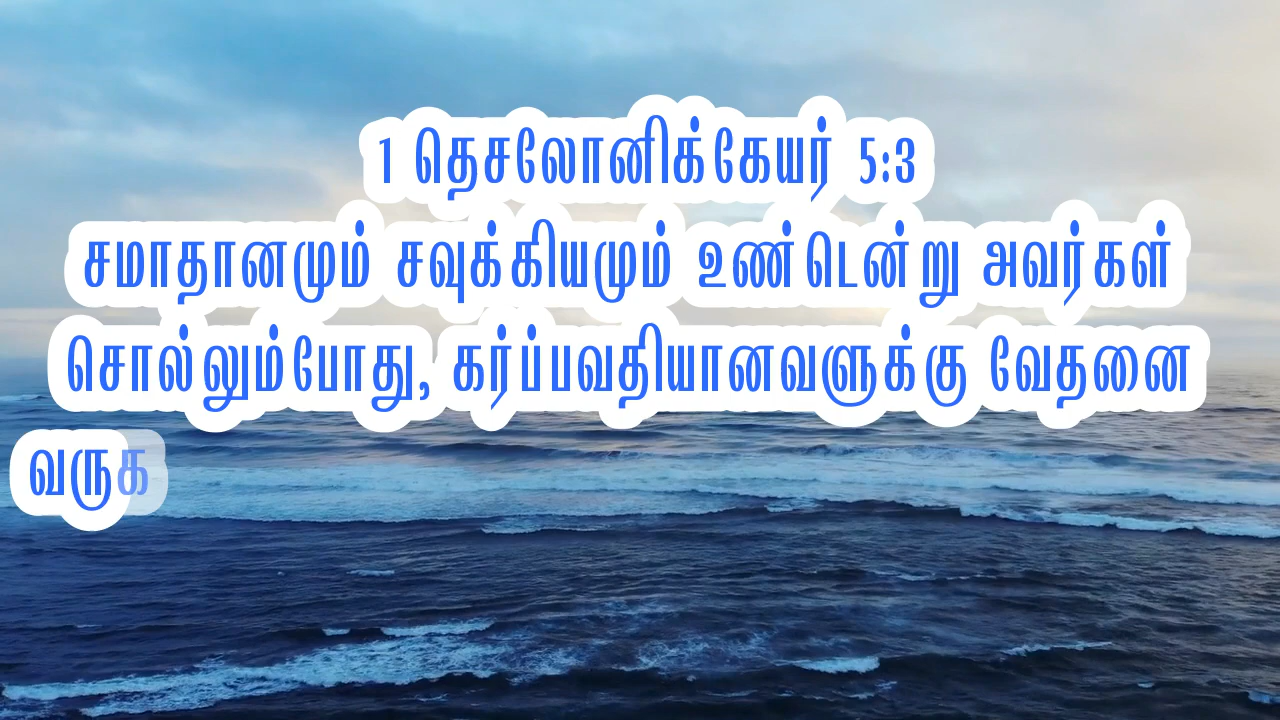 1 தெசலோனிக்கேயர் 5:3
சமாதானமும் சவுக்கியமும் உண்டென்று அவர்கள்
சொல்லும்போது, கர்ப்பவதியானவளுக்கு வேதனை
வருக